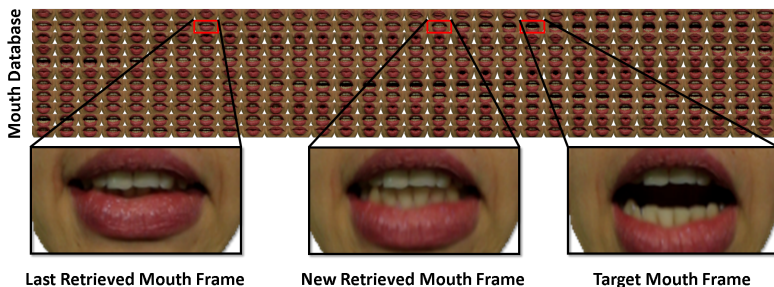 Mouth Database
Last Retrieved Mouth Frame
New Retrieved Mouth Frame
Target Mouth Frame